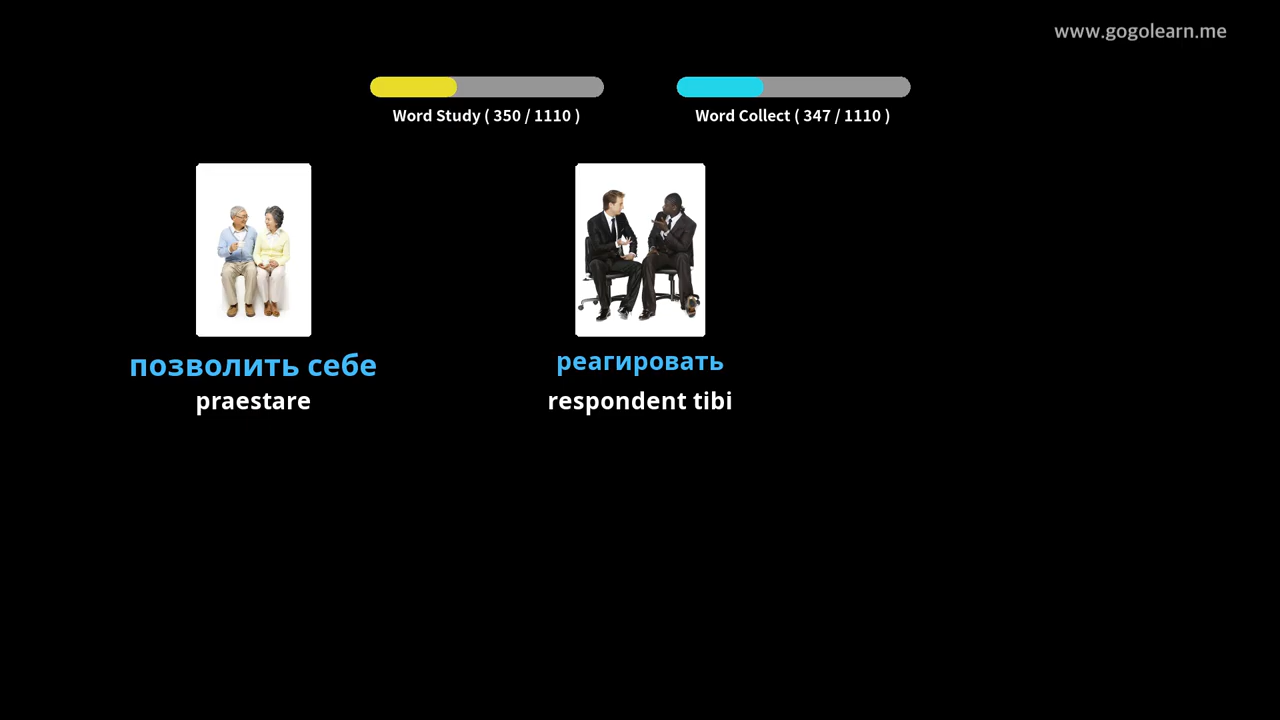 www.gogolearn.me
Word Study ( 350 / 1110 )
Word Collect ( 347 / 1110 )
позволить себе
praestare
реагировать
respondent tibi